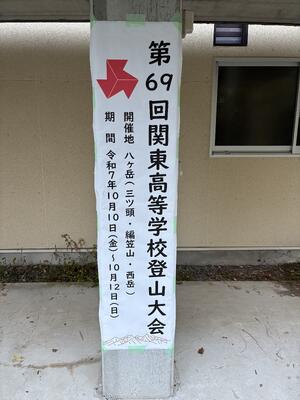 第69回関東高等学校登山大会
開催地 八ヶ岳(三ツ頭・編笠山・西岳)
期間 令和7年10月10日(金)~10月12日(日)